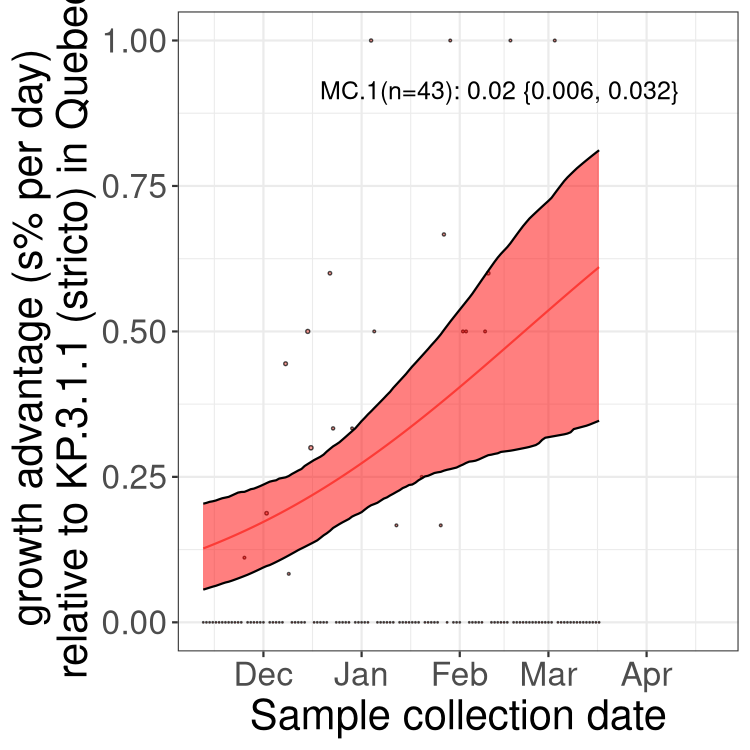 growth advantage (s% per day)
relative to KP.3.1.1 (stricto) in Quebec
1.00
0.75
0.50
0.25
0.00
MC.1(n=43): 0.02 {0.006, 0.032}
Dec Jan Feb Mar Apr
Sample collection date